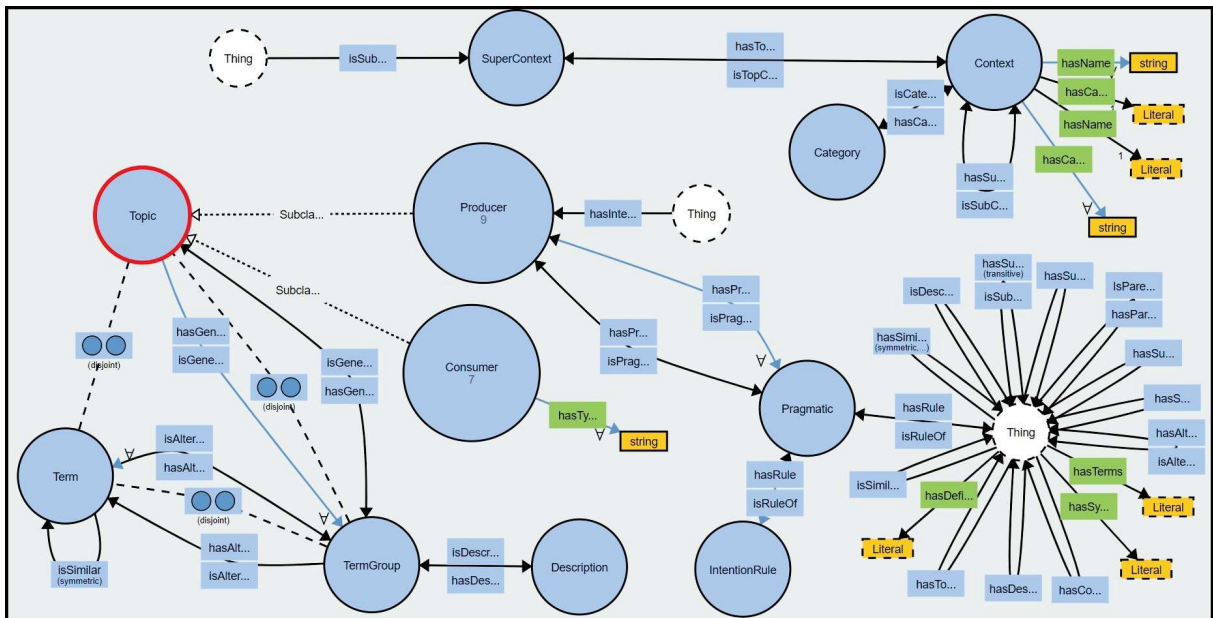 Thing
isSub...
SuperContext
hasTo...
isTopC...
Context
hasName
string
hasCa...
Literal
hasName
Literal
1
hasCa...
∀
string
isCate...
hasCa...
Category
hasSu...
isSubC...
Topic
Subcla...
Producer
9
hasInte...
Thing
Subcla...
hasPr...
isPrag...
∀
hasPr...
isPrag...
Consumer
7
hasTy...
∀
string
Pragmatic
hasRule
isRuleOf
hasRule
isRuleOf
IntentionRule
(disjoint)
hasGen...
isGene...
(disjoint)
isGene...
hasGen...
Term
∀
isAlter...
hasAlt...
(disjoint)
∀
isSimilar
(symmetric)
hasAlt...
isAlter...
TermGroup
isDescr...
hasDes...
Description
hasSu...
(transitive)
isSub...
hasSu...
isDesc...
isPare...
hasPar...
hasSimi...
(symmetric,...)
hasSu...
hasS...
hasAlt...
isAlte...
Thing
hasTerms
Literal
hasSy...
Literal
isSimil...
hasDefi...
Literal
hasTo...
hasDes...
hasCo...